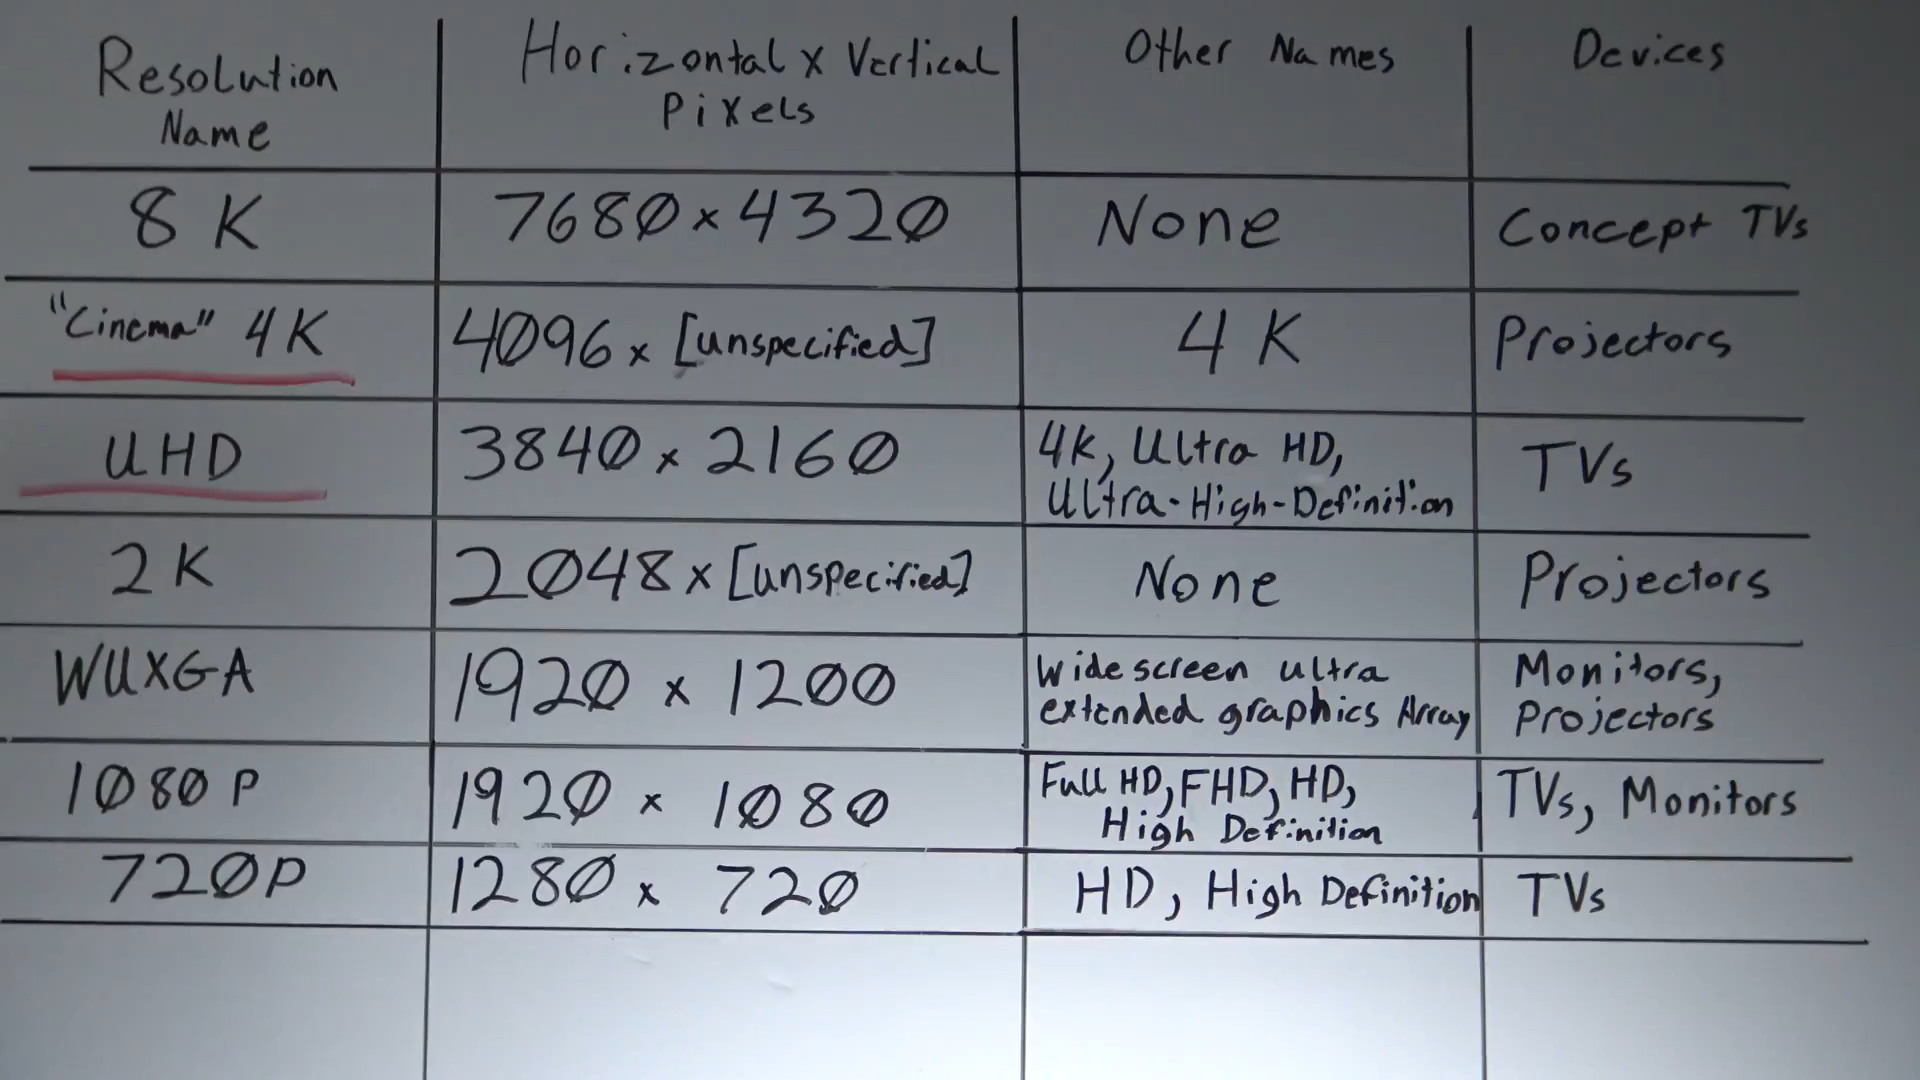 Resolution Name
Horizontal x Vertical Pixels
Other Names
Devices
8 K
7680 x 4320
None
Concept TVs
"Cinema" 4K
4096 x [unspecified]
4 K
Projectors
UHD
3840 x 2160
4K, Ultra HD,
Ultra-High-Definition
TVs
2K
2048 x [unspecified]
None
Projectors
WUXGA
1920 x 1200
Widescreen ultra
extended graphics Array
Monitors,
Projectors
1080 P
1920 x 1080
Full HD, FHD, HD,
High Definition
TVs, Monitors
720P
1280 x 720
HD, High Definition
TVs